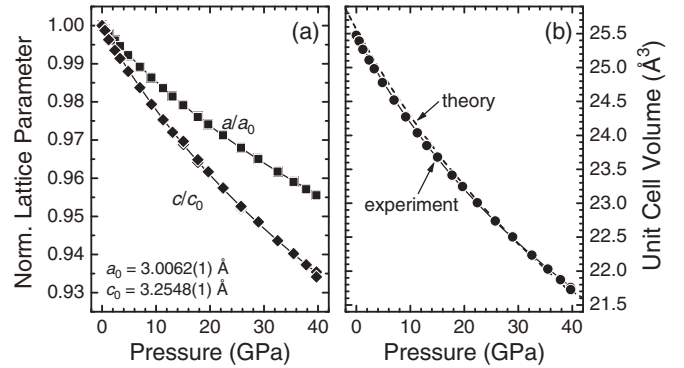 (a)
Norm. Lattice Parameter
1.00
0.99
0.98
0.97
0.96
0.95
0.94
0.93
a/a0
c/c0
a0 = 3.0062(1) Å
c0 = 3.2548(1) Å
0 10 20 30 40
Pressure (GPa)
(b)
theory
experiment
25.5
25.0
24.5
24.0
23.5
23.0
22.5
22.0
21.5
Unit Cell Volume (Å3)
0 10 20 30 40
Pressure (GPa)